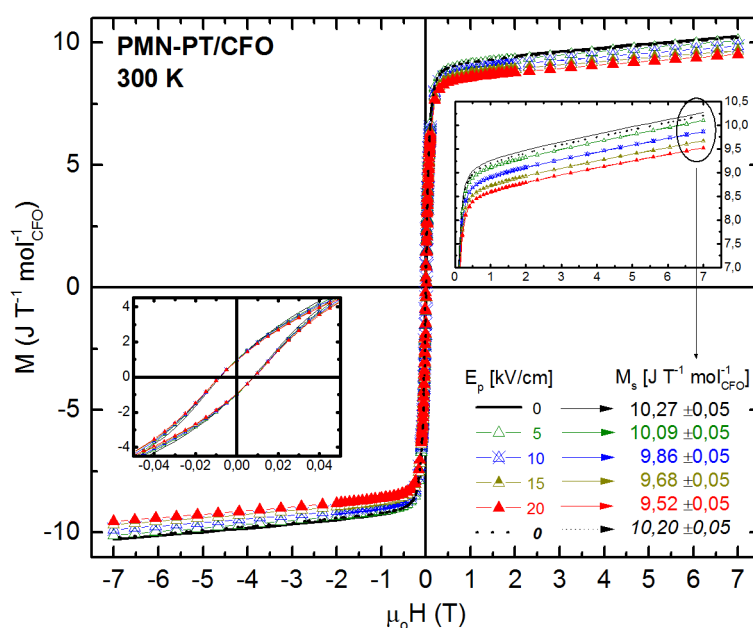 PMN-PT/CFO
300 K
M (J T⁻¹ mol⁻¹CFO)
10
5
0
-5
-10
-7 -6 -5 -4 -3 -2 -1 0 1 2 3 4 5 6 7
μoH (T)
10,5
10,0
9,5
9,0
8,5
8,0
7,5
7,0
0 1 2 3 4 5 6 7
4
2
0
-2
-4
-0,04 -0,02 0,00 0,02 0,04
Ep [kV/cm] Ms [J T⁻¹ mol⁻¹CFO]
0 10,27 ±0,05
5 10,09 ±0,05
10 9,86 ±0,05
15 9,68 ±0,05
20 9,52 ±0,05
0 10,20 ±0,05